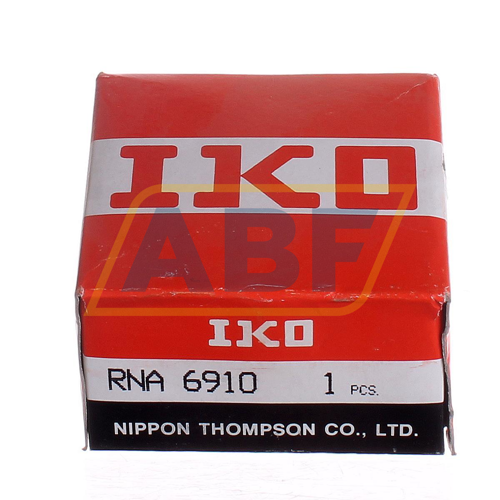 IKO
ABF
IKO
RNA 6910 1 PCS.
NIPPON THOMPSON CO., LTD.